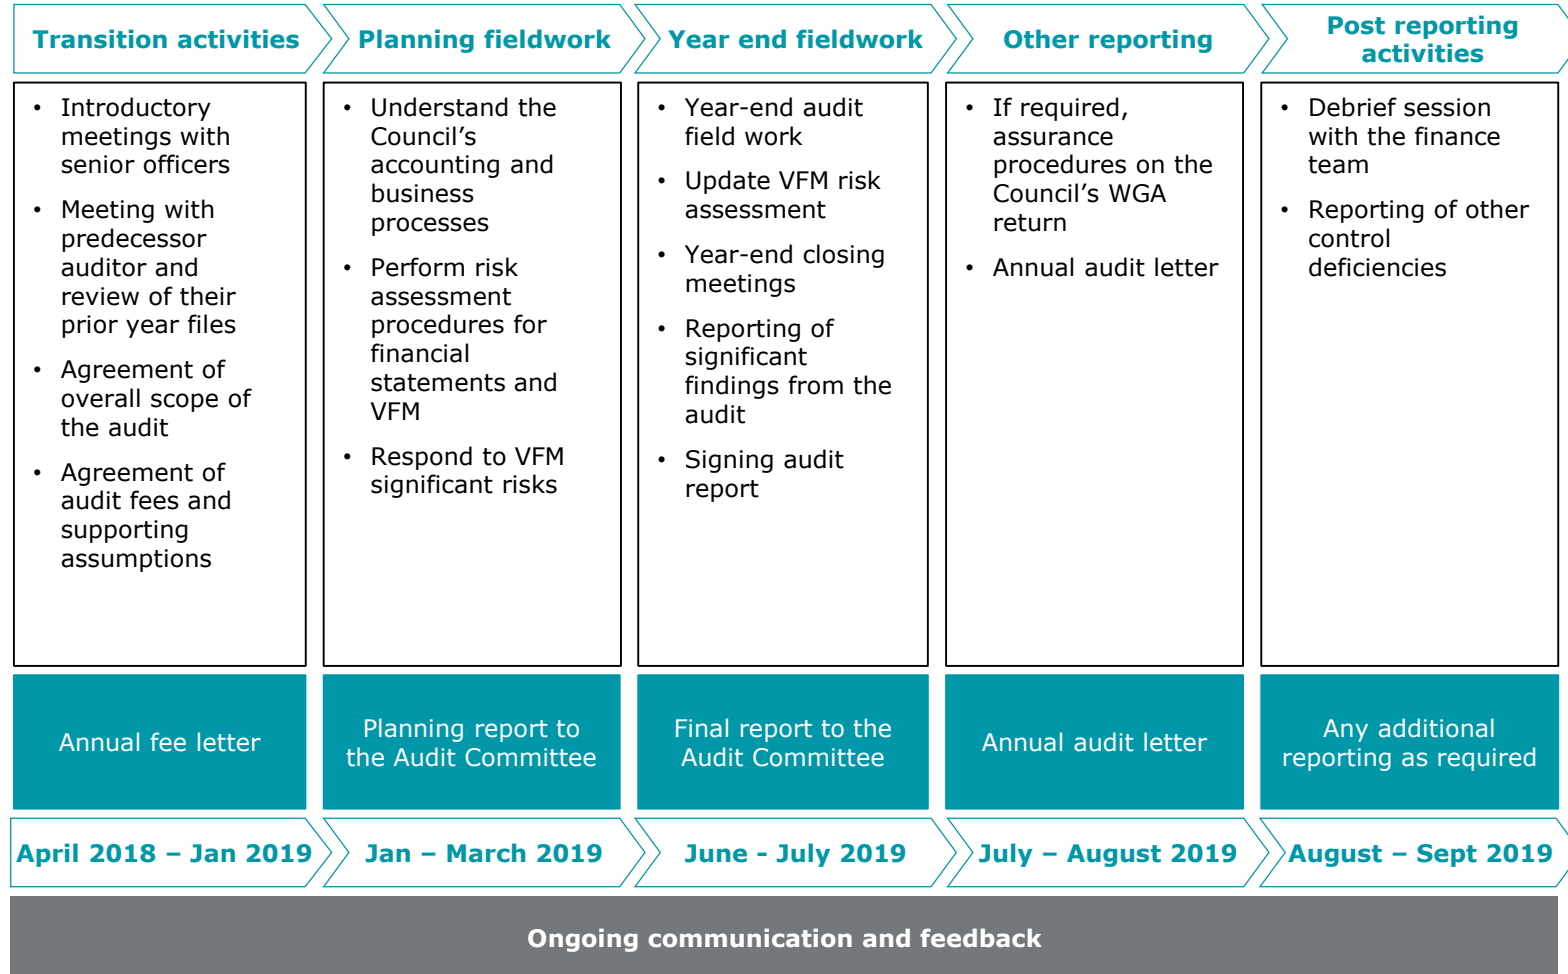 Transition activities
Planning fieldwork
Year end fieldwork
Other reporting
Post reporting
activities
• Introductory
meetings with
senior officers
• Meeting with
predecessor
auditor and
review of their
prior year files
• Agreement of
overall scope of
the audit
• Agreement of
audit fees and
supporting
assumptions
• Understand the
Council’s
accounting and
business
processes
• Perform risk
assessment
procedures for
financial
statements and
VFM
• Respond to VFM
significant risks
• Year-end audit
field work
• Update VFM risk
assessment
• Year-end closing
meetings
• Reporting of
significant
findings from the
audit
• Signing audit
report
• If required,
assurance
procedures on the
Council’s WGA
return
• Annual audit letter
• Debrief session
with the finance
team
• Reporting of other
control
deficiencies
Annual fee letter
Planning report to
the Audit Committee
Final report to the
Audit Committee
Annual audit letter
Any additional
reporting as required
April 2018 – Jan 2019
Jan – March 2019
June - July 2019
July – August 2019
August – Sept 2019
Ongoing communication and feedback